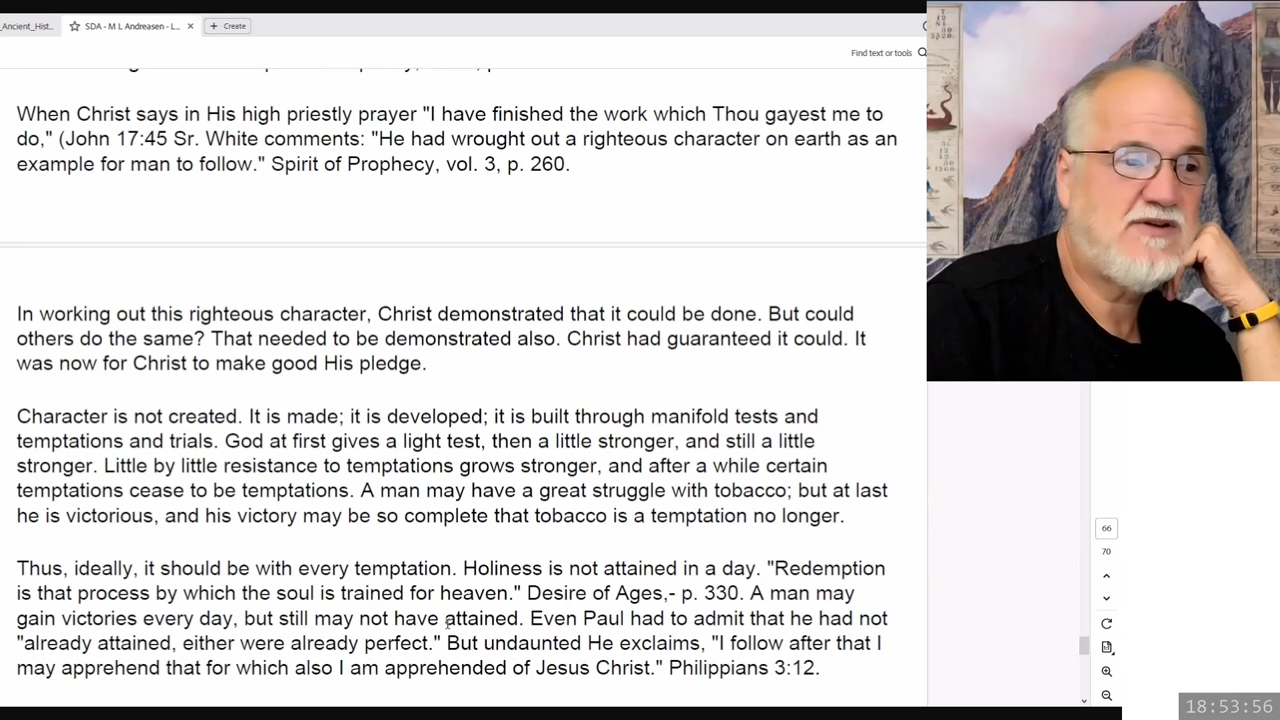 _Ancient_Hist...
SDA - M L Andreasen - L...
Create
Find text or tools
When Christ says in His high priestly prayer "I have finished the work which Thou gayest me to
do," (John 17:45 Sr. White comments: "He had wrought out a righteous character on earth as an
example for man to follow." Spirit of Prophecy, vol. 3, p. 260.
In working out this righteous character, Christ demonstrated that it could be done. But could
others do the same? That needed to be demonstrated also. Christ had guaranteed it could. It
was now for Christ to make good His pledge.
Character is not created. It is made; it is developed; it is built through manifold tests and
temptations and trials. God at first gives a light test, then a little stronger, and still a little
stronger. Little by little resistance to temptations grows stronger, and after a while certain
temptations cease to be temptations. A man may have a great struggle with tobacco; but at last
he is victorious, and his victory may be so complete that tobacco is a temptation no longer.
Thus, ideally, it should be with every temptation. Holiness is not attained in a day. "Redemption
is that process by which the soul is trained for heaven." Desire of Ages,- p. 330. A man may
gain victories every day, but still may not have attained. Even Paul had to admit that he had not
"already attained, either were already perfect." But undaunted He exclaims, "I follow after that I
may apprehend that for which also I am apprehended of Jesus Christ." Philippians 3:12.
66
70
18:53:56